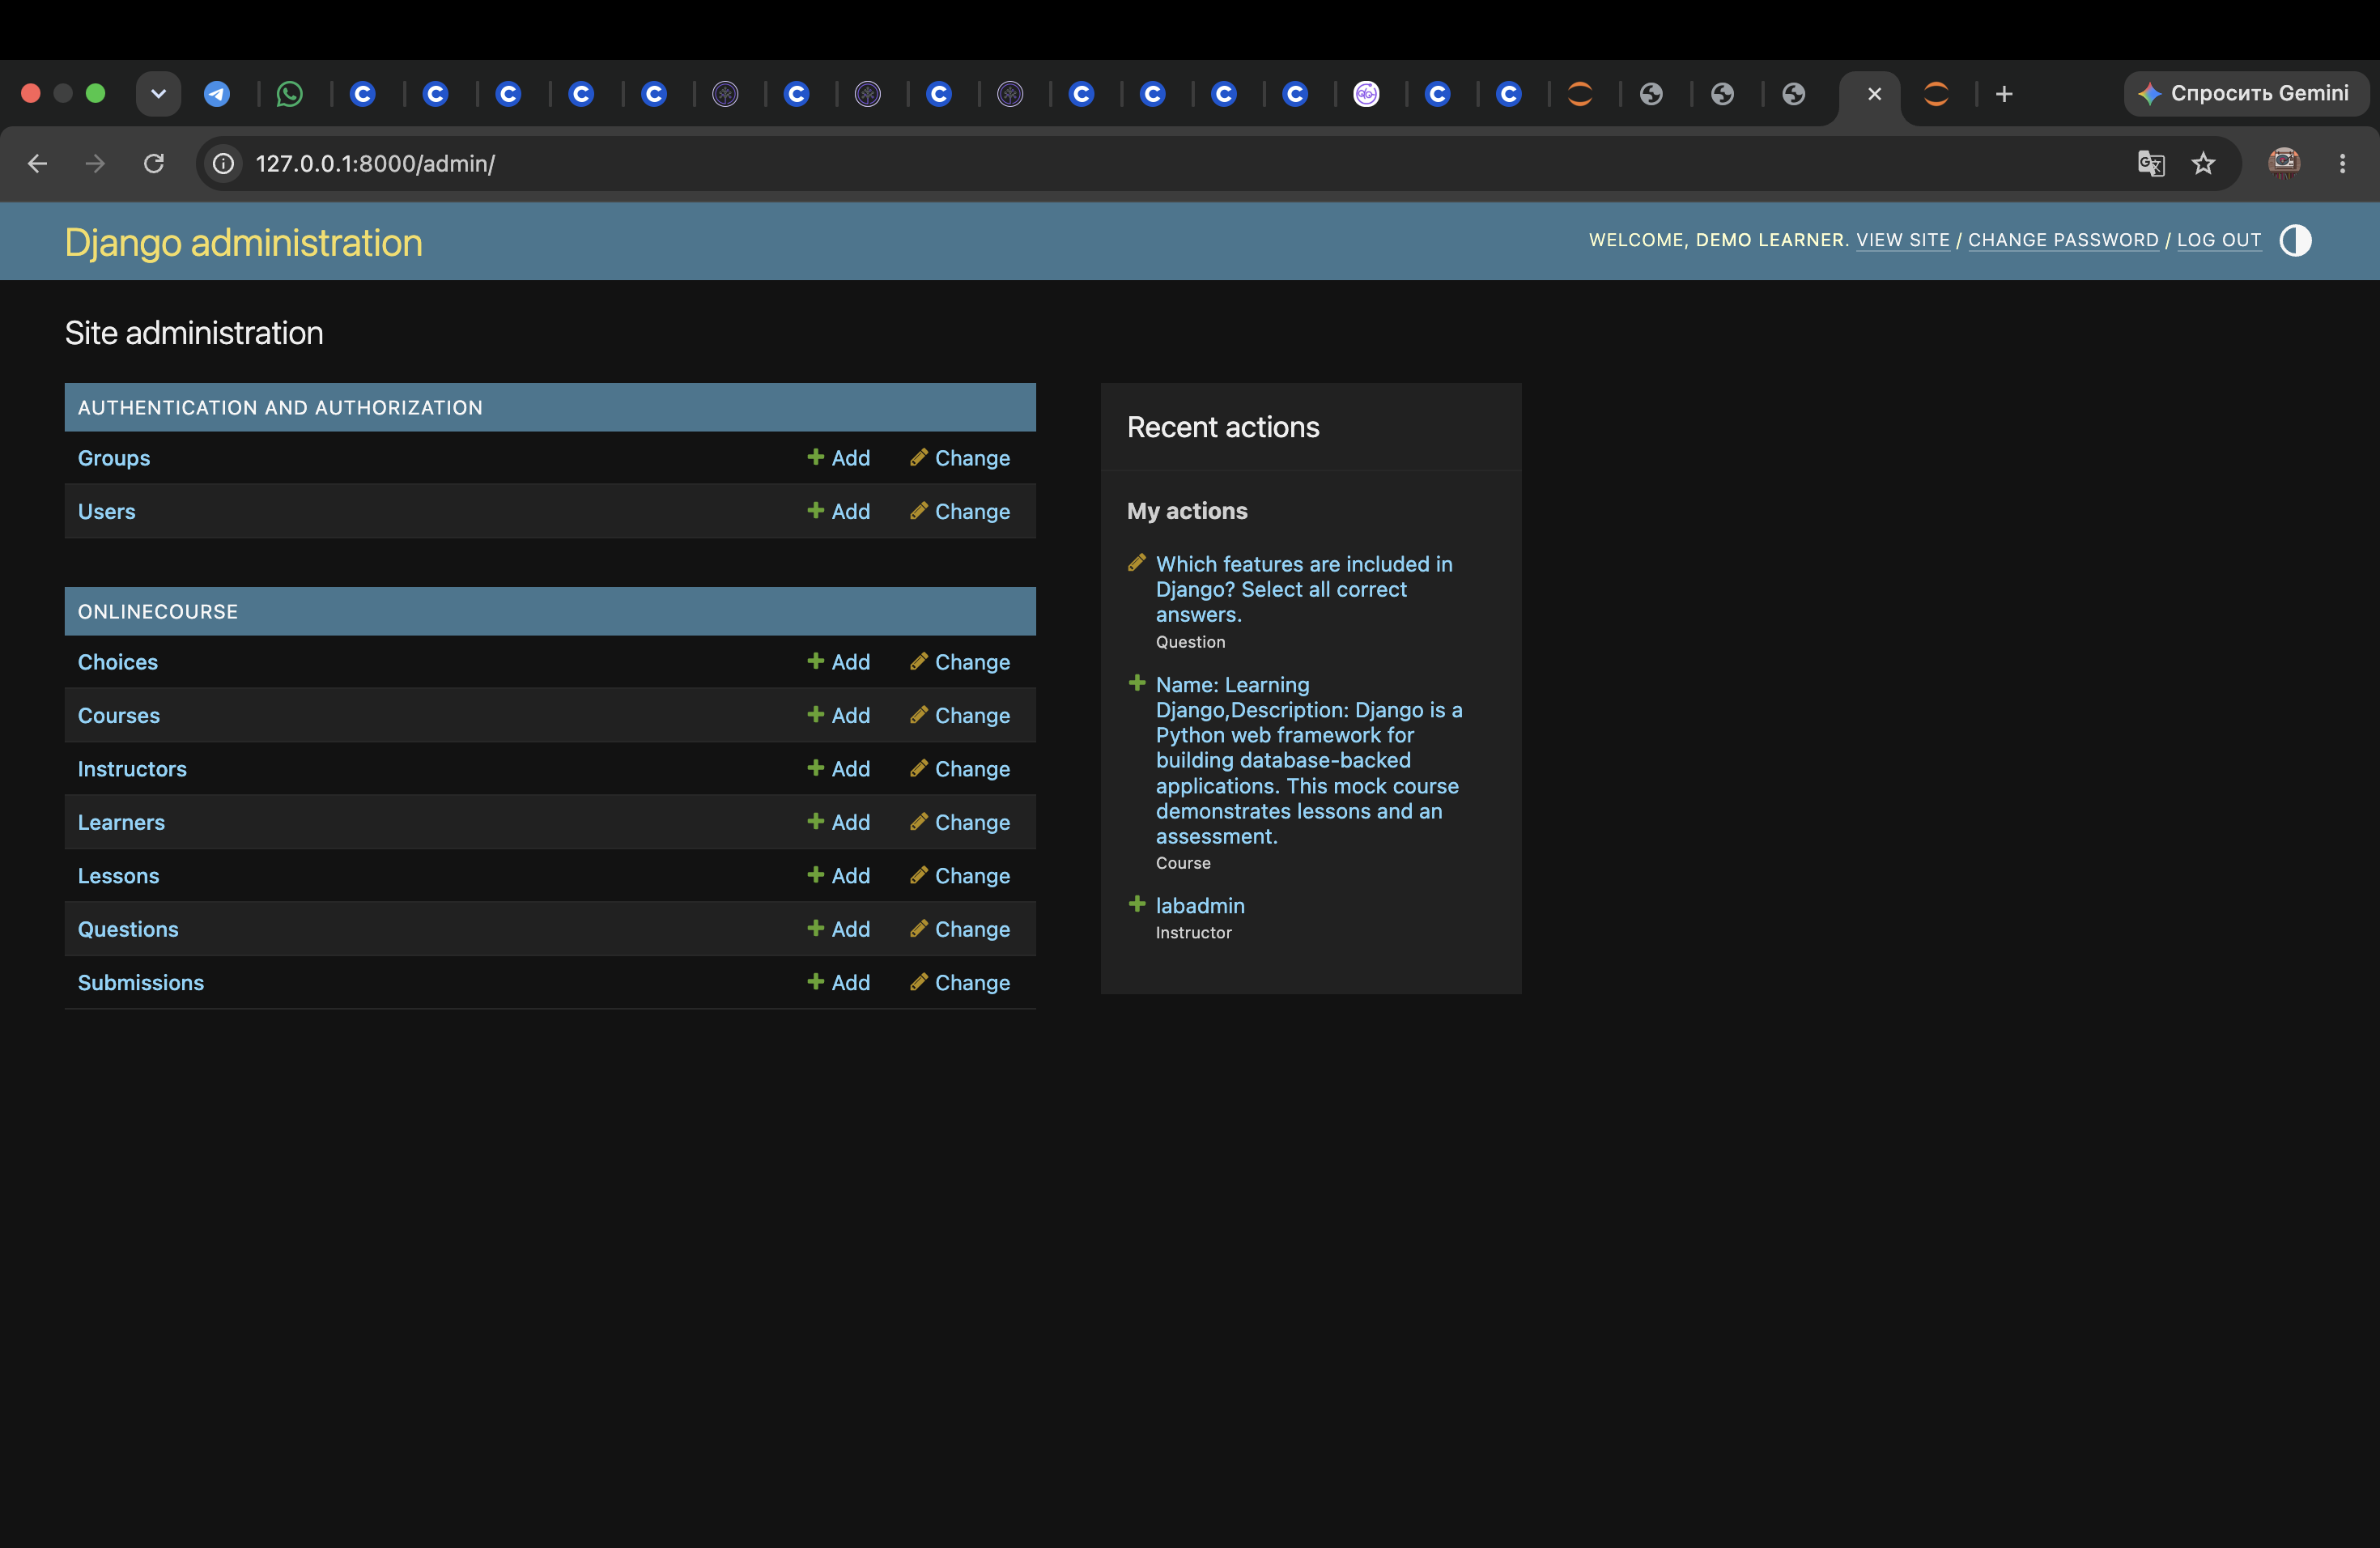 Спросить Gemini
127.0.0.1:8000/admin/
Django administration
WELCOME, DEMO LEARNER. VIEW SITE / CHANGE PASSWORD / LOG OUT
Site administration
AUTHENTICATION AND AUTHORIZATION
Groups Add Change
Users Add Change
ONLINECOURSE
Choices Add Change
Courses Add Change
Instructors Add Change
Learners Add Change
Lessons Add Change
Questions Add Change
Submissions Add Change
Recent actions
My actions
Which features are included in
Django? Select all correct
answers.
Question
Name: Learning
Django,Description: Django is a
Python web framework for
building database-backed
applications. This mock course
demonstrates lessons and an
assessment.
Course
labadmin
Instructor